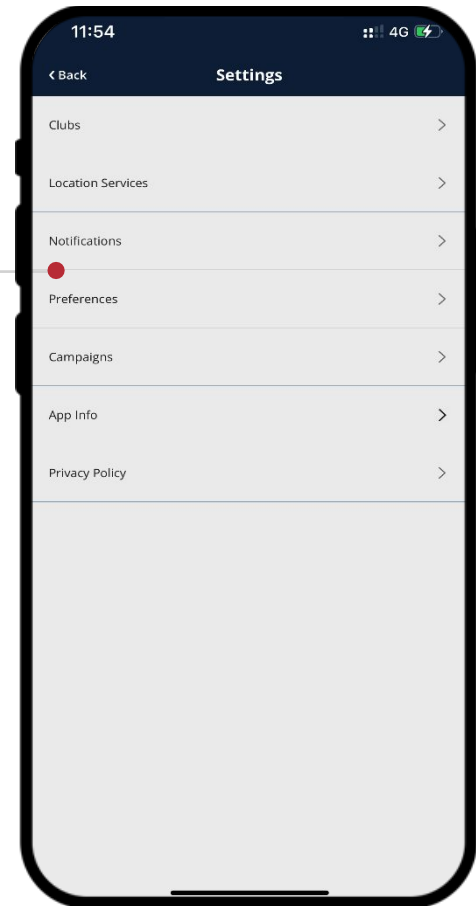 11:54 4G
Back Settings
Clubs
Location Services
Notifications
Preferences
Campaigns
App Info
Privacy Policy